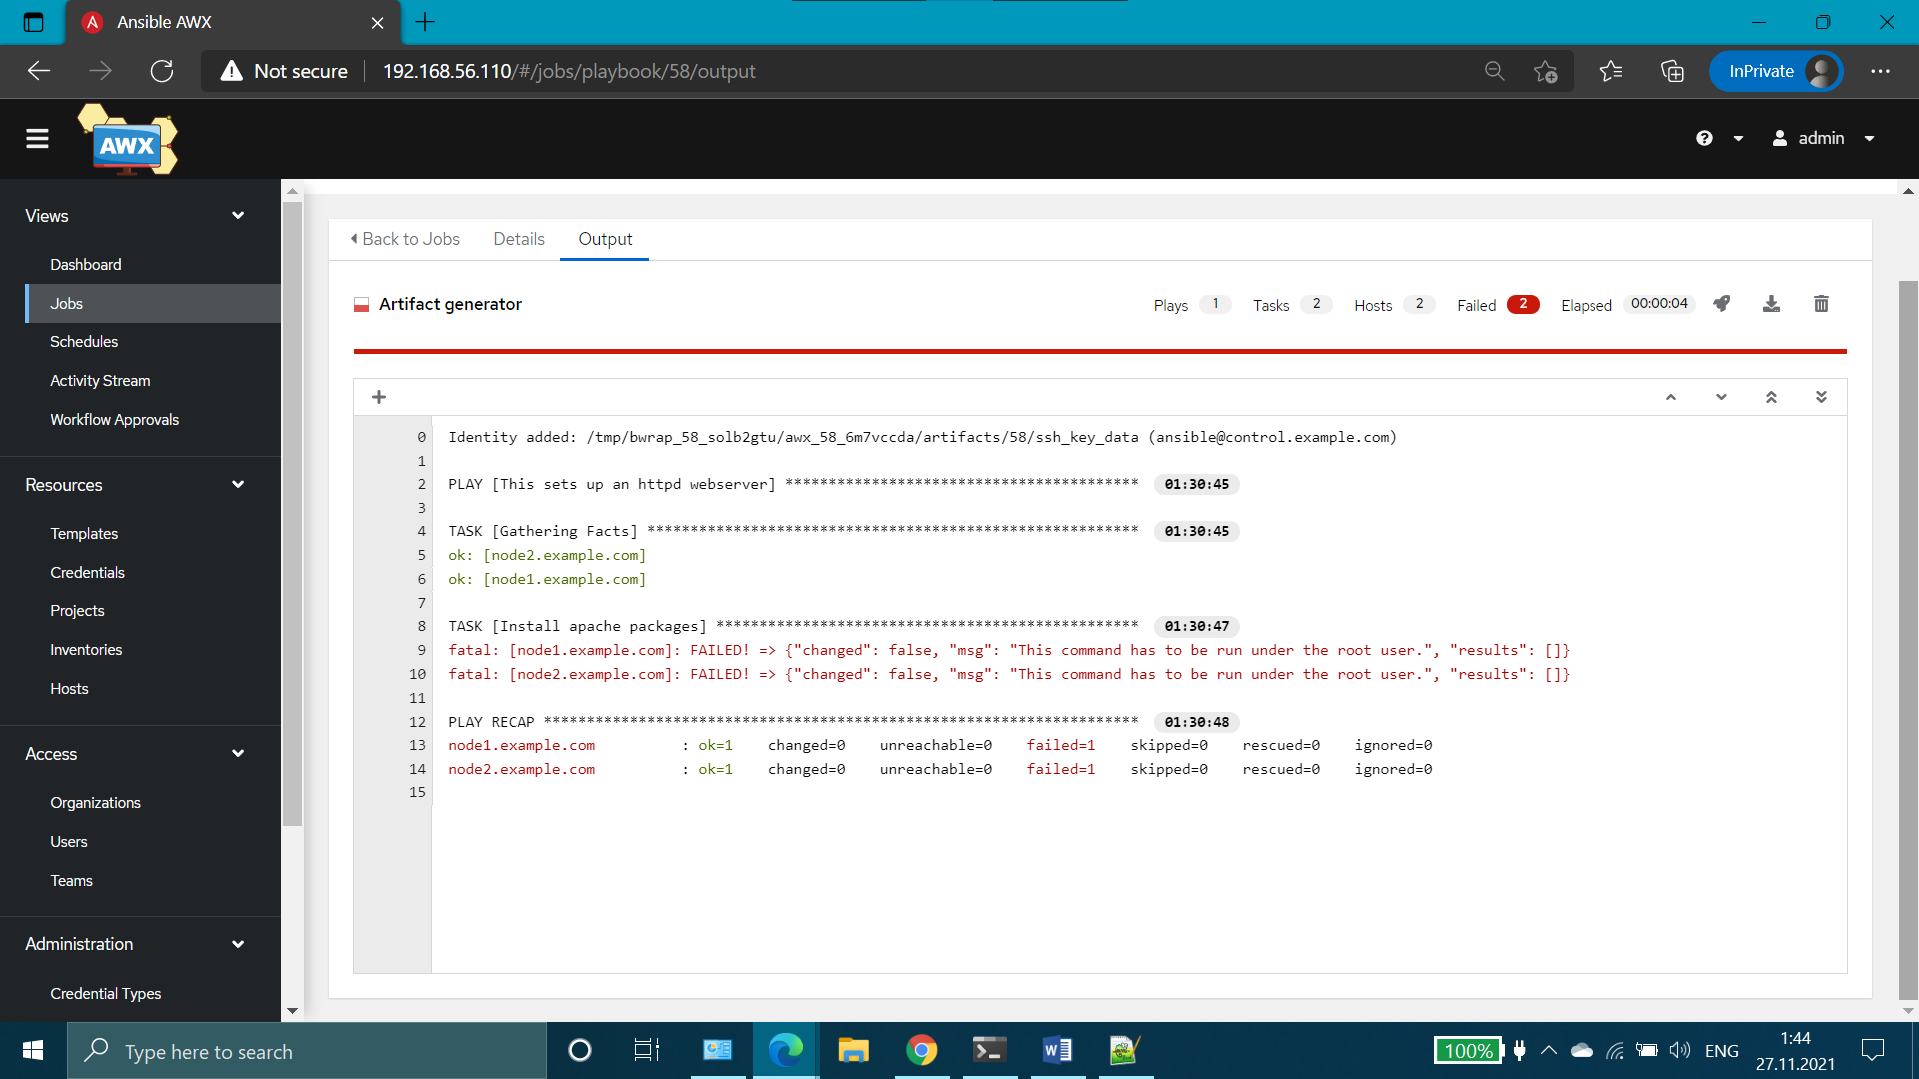 Ansible AWX
Not secure
192.168.56.110/#/jobs/playbook/58/output
InPrivate
AWX
admin
Views
Dashboard
Jobs
Schedules
Activity Stream
Workflow Approvals
Resources
Templates
Credentials
Projects
Inventories
Hosts
Access
Organizations
Users
Teams
Administration
Credential Types
Back to Jobs
Details
Output
Artifact generator
Plays 1
Tasks 2
Hosts 2
Failed 2
Elapsed 00:00:04
0 Identity added: /tmp/bwrap_58_solb2gtu/awx_58_6m7vccda/artifacts/58/ssh_key_data (ansible@control.example.com)
1
2 PLAY [This sets up an httpd webserver] ***************************************** 01:30:45
3
4 TASK [Gathering Facts] ********************************************************* 01:30:45
5 ok: [node2.example.com]
6 ok: [node1.example.com]
7
8 TASK [Install apache packages] ************************************************* 01:30:47
9 fatal: [node1.example.com]: FAILED! => {"changed": false, "msg": "This command has to be run under the root user.", "results": []}
10 fatal: [node2.example.com]: FAILED! => {"changed": false, "msg": "This command has to be run under the root user.", "results": []}
11
12 PLAY RECAP ********************************************************************* 01:30:48
13 node1.example.com : ok=1 changed=0 unreachable=0 failed=1 skipped=0 rescued=0 ignored=0
14 node2.example.com : ok=1 changed=0 unreachable=0 failed=1 skipped=0 rescued=0 ignored=0
15
Type here to search
100%
ENG
1:44
27.11.2021